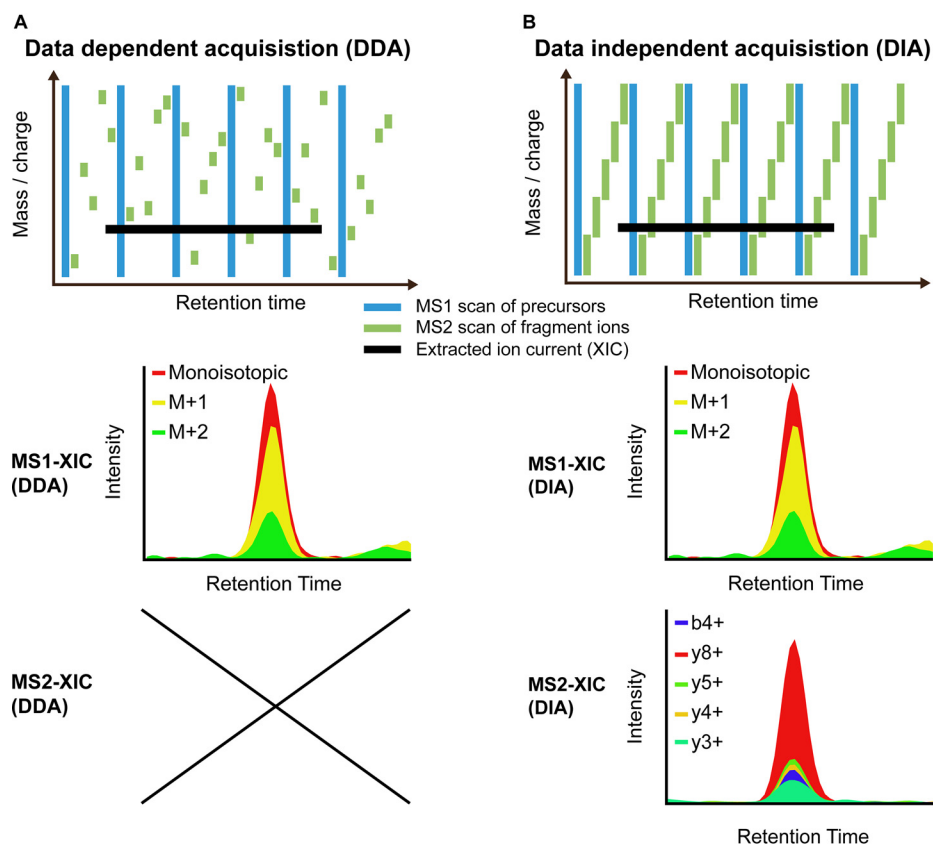 A
Data dependent acquisistion (DDA)
Mass / charge
Retention time
B
Data independent acquisistion (DIA)
Mass / charge
Retention time
MS1 scan of precursors
MS2 scan of fragment ions
Extracted ion current (XIC)
MS1-XIC
(DDA)
Intensity
Monoisotopic
M+1
M+2
Retention Time
MS1-XIC
(DIA)
Intensity
Monoisotopic
M+1
M+2
Retention Time
MS2-XIC
(DDA)
MS2-XIC
(DIA)
Intensity
b4+
y8+
y5+
y4+
y3+
Retention Time